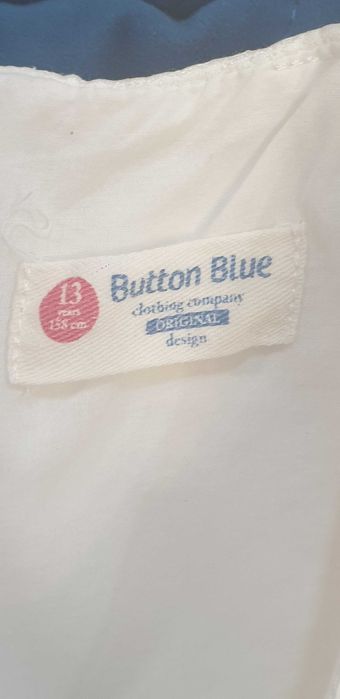 13
years
158 cm
Button Blue
clothing company
ORIGINAL
design